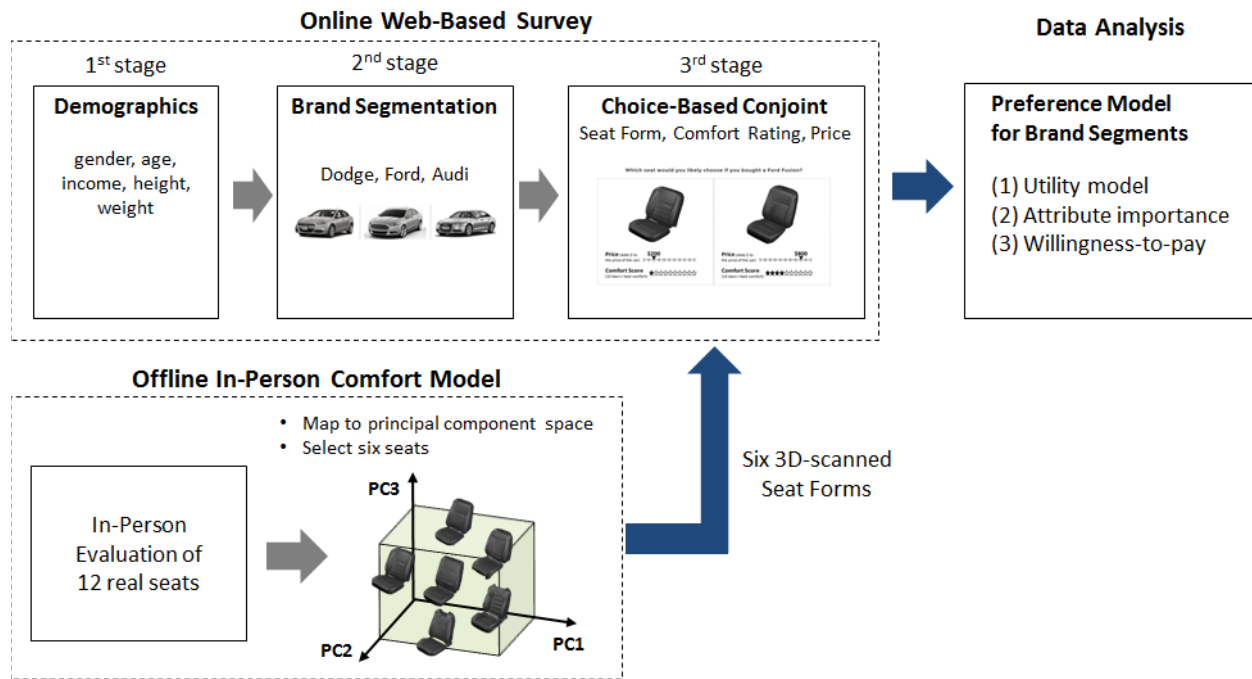 Online Web-Based Survey
1st stage
Demographics
gender, age,
income, height,
weight
2nd stage
Brand Segmentation
Dodge, Ford, Audi
3rd stage
Choice-Based Conjoint
Seat Form, Comfort Rating, Price
Which seat would you likely choose if you bought a Ford Fusion?
Price
$200
Comfort Score
Price
$800
Comfort Score
Data Analysis
Preference Model
for Brand Segments
(1) Utility model
(2) Attribute importance
(3) Willingness-to-pay
Offline In-Person Comfort Model
In-Person
Evaluation of
12 real seats
• Map to principal component space
• Select six seats
PC3
PC2
PC1
Six 3D-scanned
Seat Forms